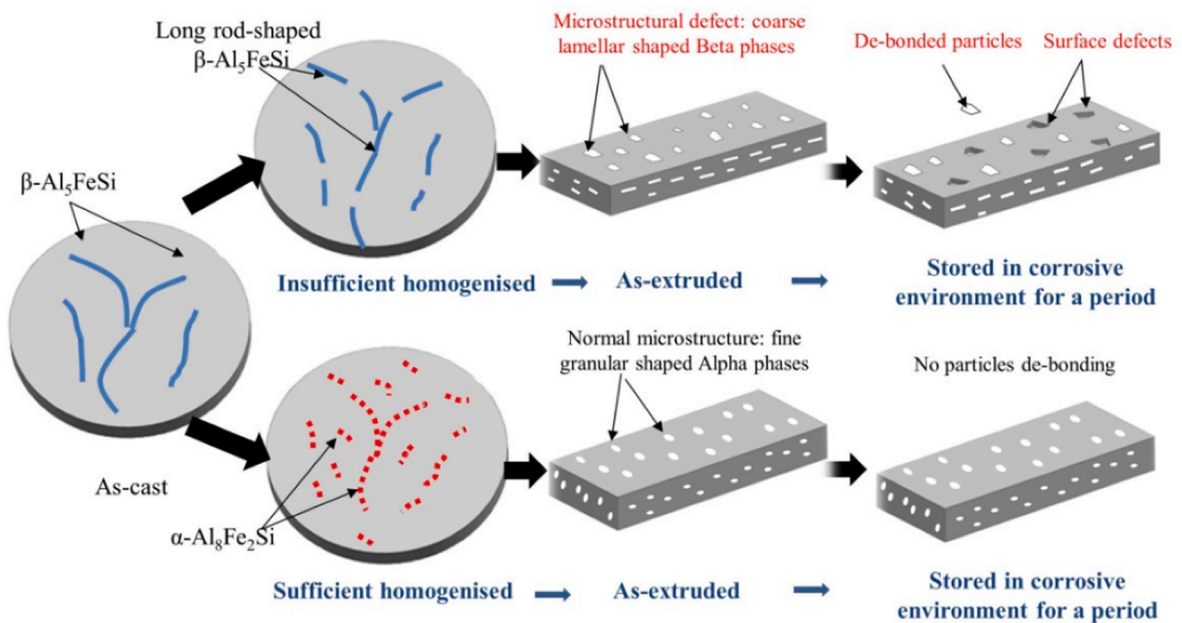 Long rod-shaped
β-Al₅FeSi
Microstructural defect: coarse
lamellar shaped Beta phases
De-bonded particles
Surface defects
β-Al₅FeSi
Insufficient homogenised
As-extruded
Stored in corrosive
environment for a period
Normal microstructure: fine
granular shaped Alpha phases
No particles de-bonding
As-cast
α-Al₈Fe₂Si
Sufficient homogenised
As-extruded
Stored in corrosive
environment for a period